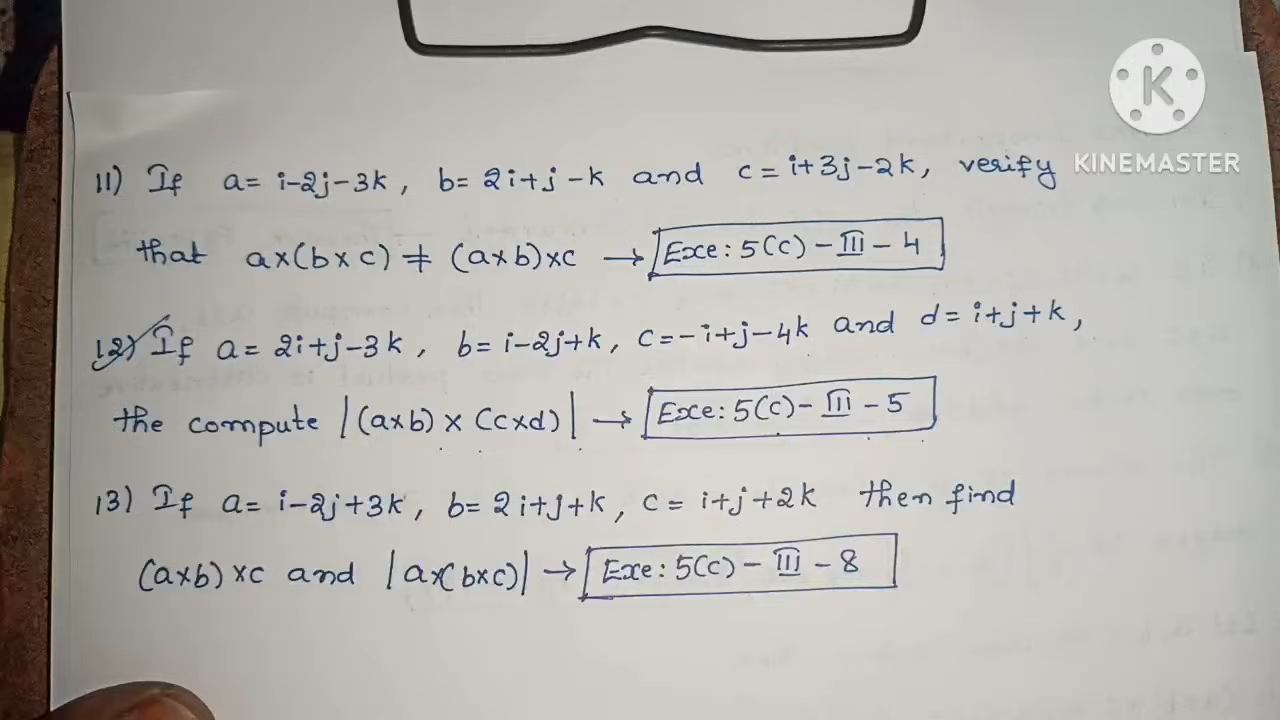 K
KINEMASTER
11) If a= i-2j-3k, b= 2i+j-k and c= i+3j-2k, verify
that a×(b×c) ≠ (a×b)×c → Exe: 5(c) - III - 4
12) If a= 2i+j-3k, b= i-2j+k, c=-i+j-4k and d= i+j+k,
the compute |(a×b) × (c×d)| → Exe: 5(c) - III - 5
13) If a= i-2j+3k, b= 2i+j+k, c= i+j+2k then find
(a×b)×c and |a×(b×c)| → Exe: 5(c) - III - 8